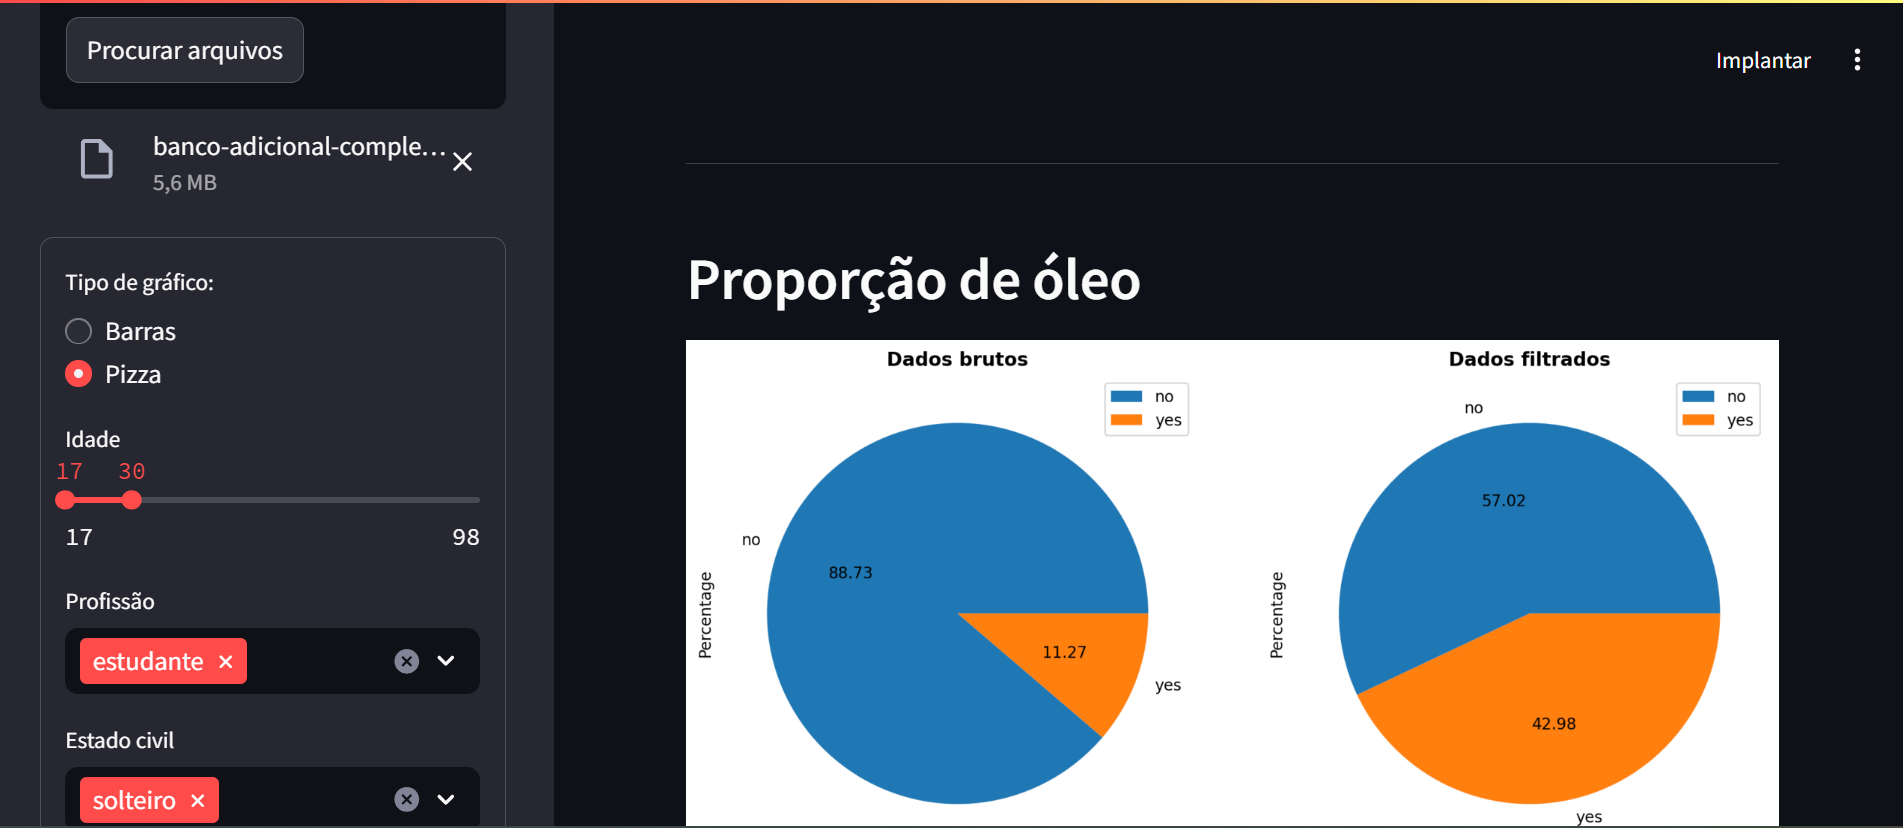 Procurar arquivos
banco-adicional-comple...
5,6 MB
Tipo de gráfico:
Barras
Pizza
Idade
17 30
17 98
Profissão
estudante
Estado civil
solteiro
Implantar
Proporção de óleo
Dados brutos
no
yes
no
88.73
11.27
yes
Percentage
Dados filtrados
no
yes
no
57.02
42.98
yes
Percentage